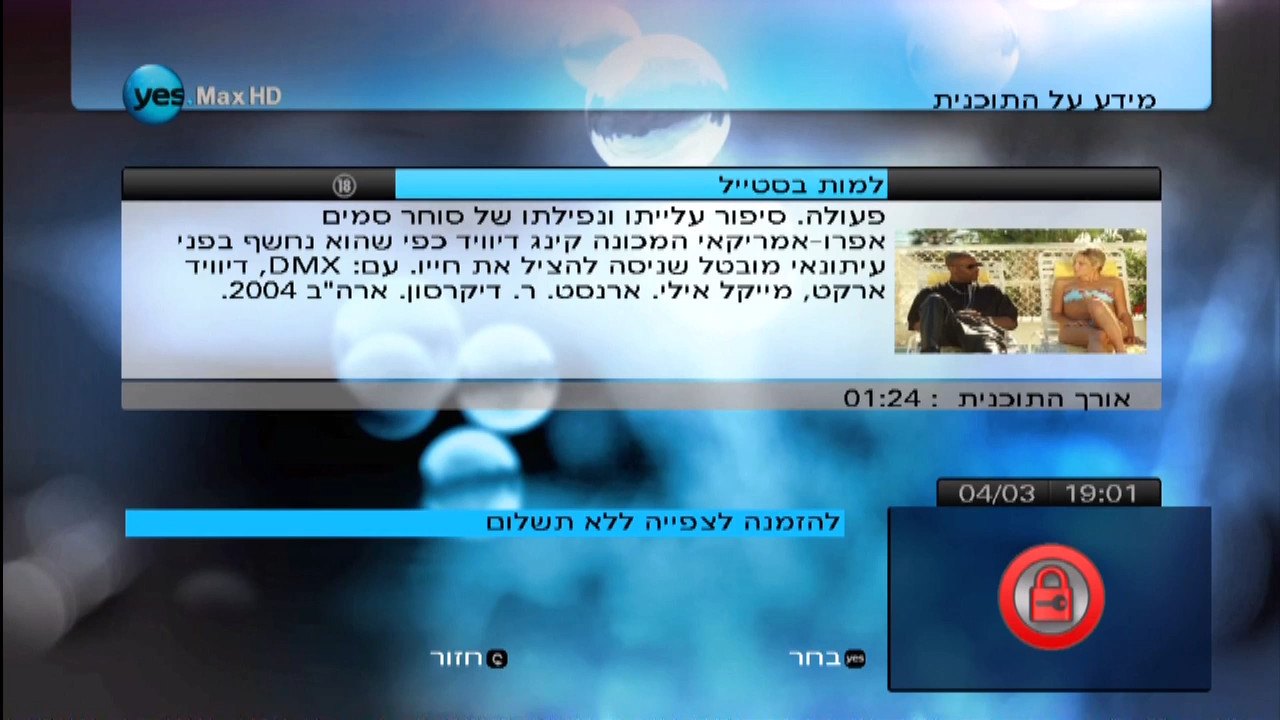 yes. Max HD
מידע על התוכנית
למות בסטייל
18
פעולה. סיפור עלייתו ונפילתו של סוחר סמים
אפרו-אמריקאי המכונה קינג דיוויד כפי שהוא נחשף בפני
עיתונאי מובטל שניסה להציל את חייו. עם: DMX, דיוויד
ארקט, מייקל אילי. ארנסט. ר. דיקרסון. ארה"ב 2004.
אורך התוכנית : 01:24
04/03 19:01
להזמנה לצפייה ללא תשלום
yes בחר
חזור